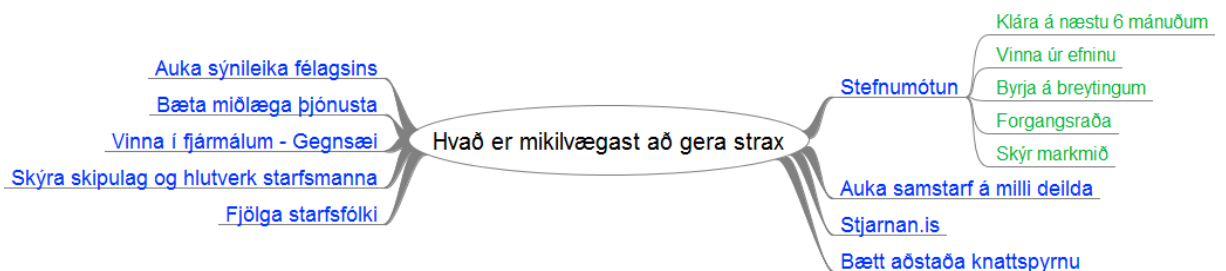 Hvað er mikilvægast að gera strax
Stefnumótun
Klára á næstu 6 mánuðum
Vinna úr efninu
Byrja á breytingum
Forgangsraða
Skýr markmið
Auka samstarf á milli deilda
Stjarnan.is
Bætt aðstaða knattspyrnu
Auka sýnileika félagsins
Bæta miðlæga þjónusta
Vinna í fjármálum - Gegnsæi
Skýra skipulag og hlutverk starfsmanna
Fjölga starfsfólki